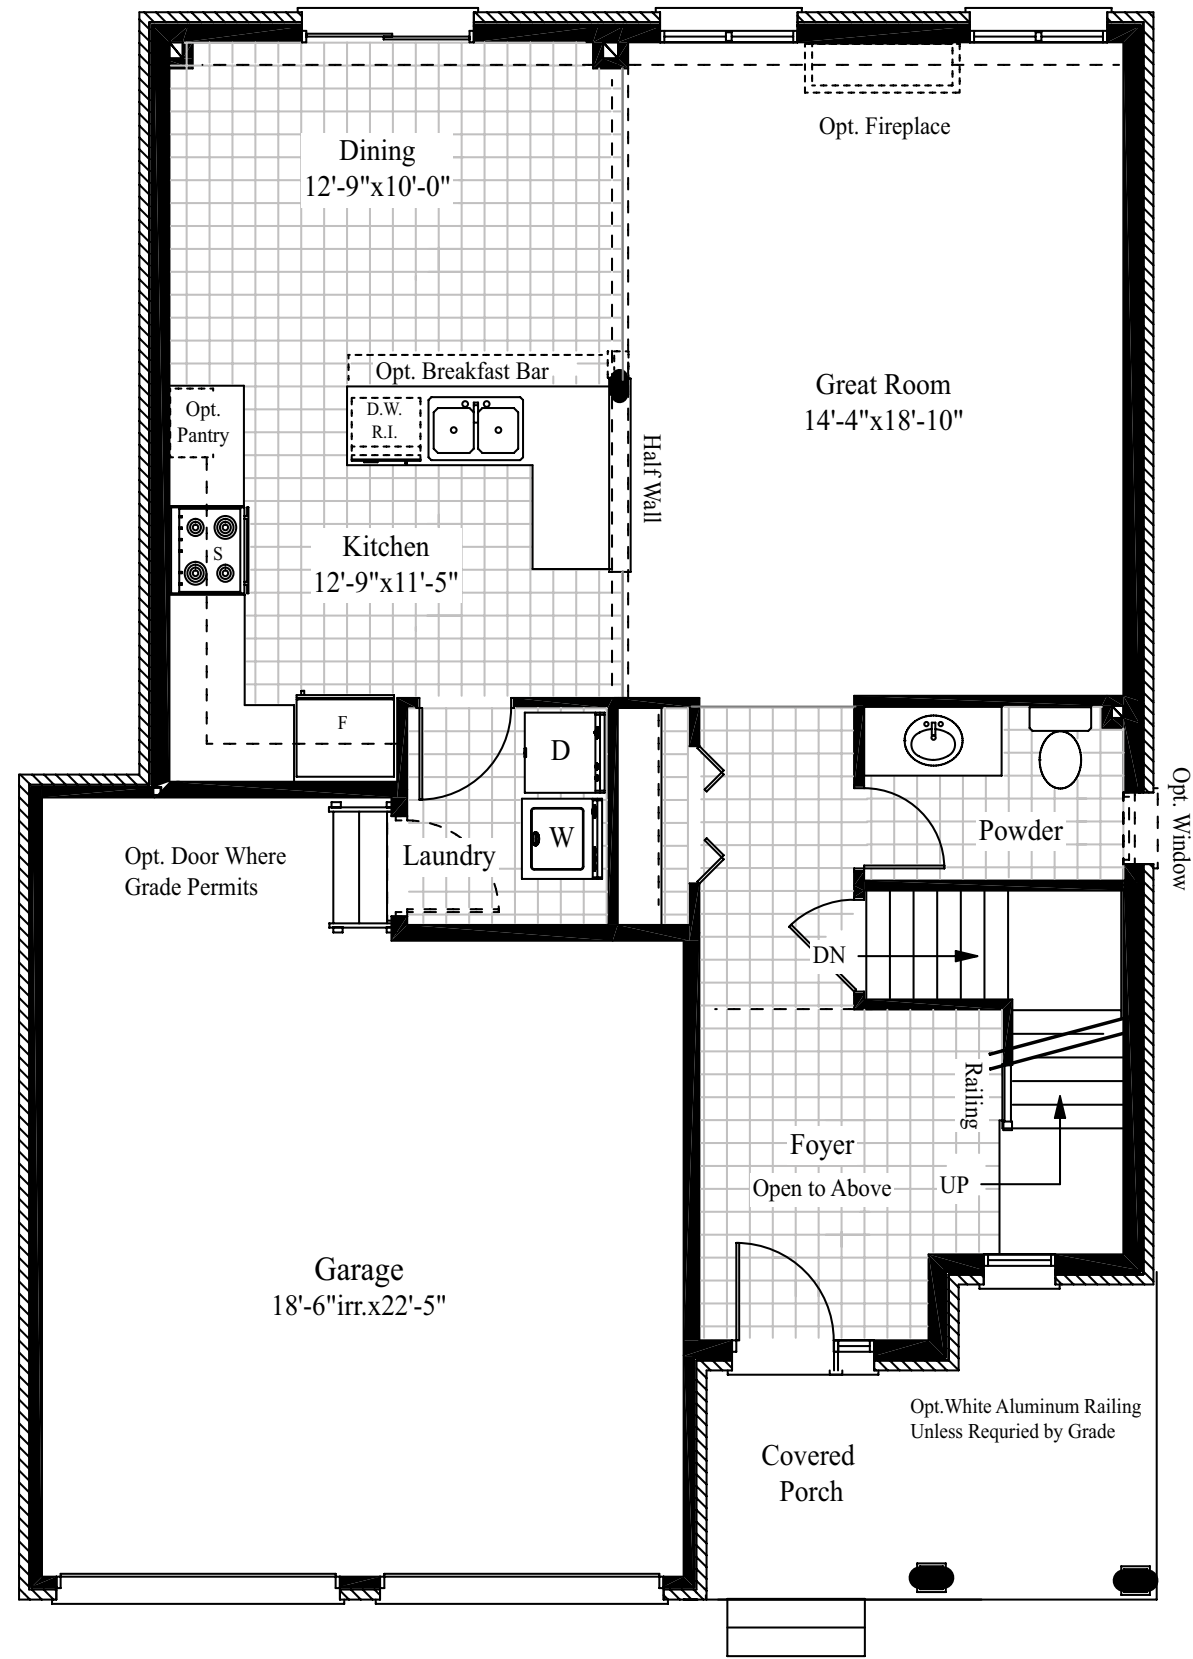 Opt. Fireplace
Dining
12'-9"x10'-0"
Opt. Breakfast Bar
Great Room
14'-4"x18'-10"
Opt.
Pantry
D.W.
R.I.
Half Wall
S
Kitchen
12'-9"x11'-5"
F
D
W
Laundry
Powder
Opt. Window
Opt. Door Where
Grade Permits
DN
Railing
Foyer
Open to Above
UP
Garage
18'-6"irr.x22'-5"
Opt.White Aluminum Railing
Unless Requried by Grade
Covered
Porch